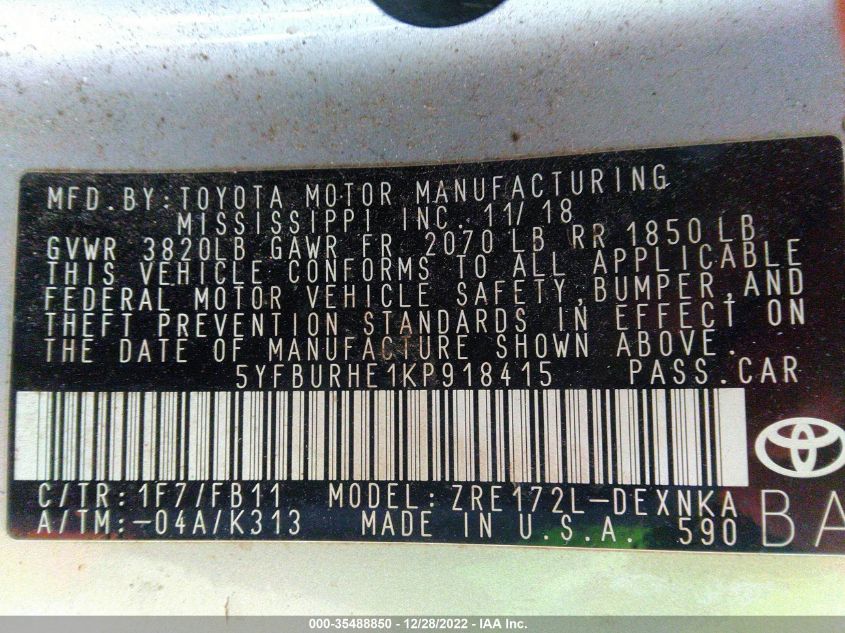 MFD.BY:TOYOTA MOTOR MANUFACTURING
MISSISSIPPI INC. 11/18
GVWR 3820LB GAWR FR 2070 LB RR 1850 LB
THIS VEHICLE CONFORMS TO ALL APPLICABLE
FEDERAL MOTOR VEHICLE SAFETY,BUMPER,AND
THEFT PREVENTION STANDARDS IN EFFECT ON
THE DATE OF MANUFACTURE SHOWN ABOVE.
5YFBURHE1KP918415 PASS.CAR
C/TR:1F7/FB11 MODEL:ZRE172L-DEXNKA
A/TM:-04A/K313 MADE IN U.S.A. 590
BA
000-35488850 - 12/28/2022 - IAA Inc.